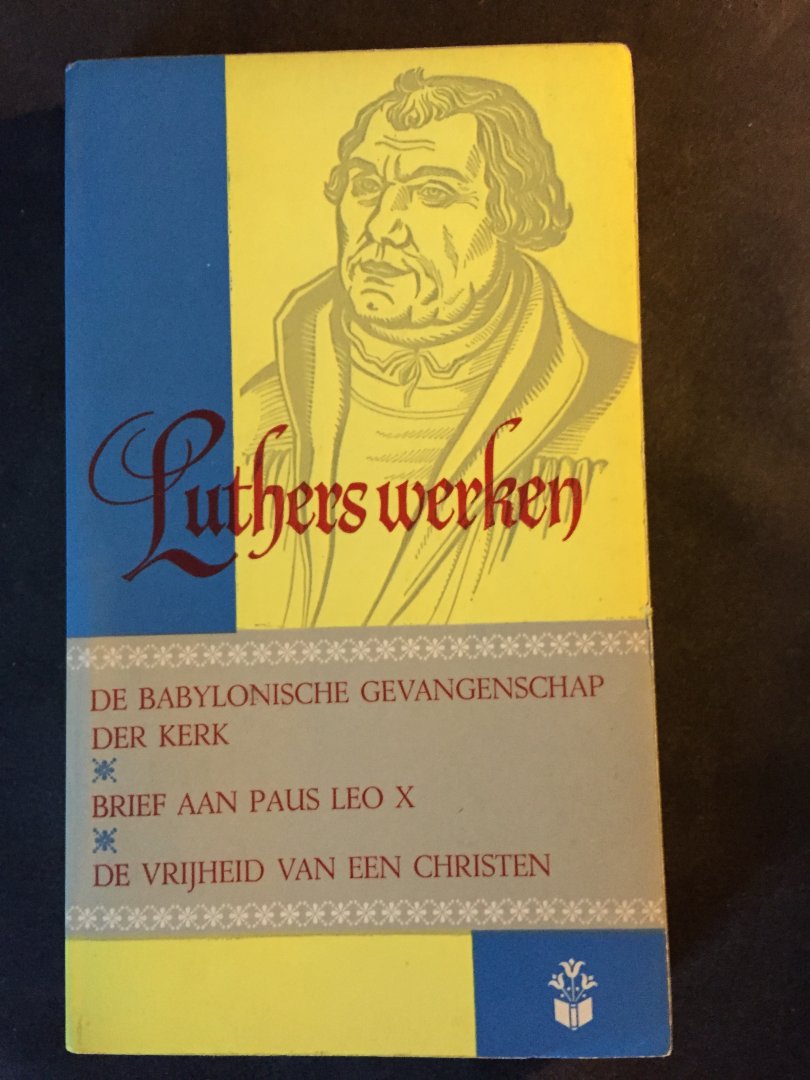 Luthers werken
DE BABYLONISCHE GEVANGENSCHAP
DER KERK
BRIEF AAN PAUS LEO X
DE VRIJHEID VAN EEN CHRISTEN